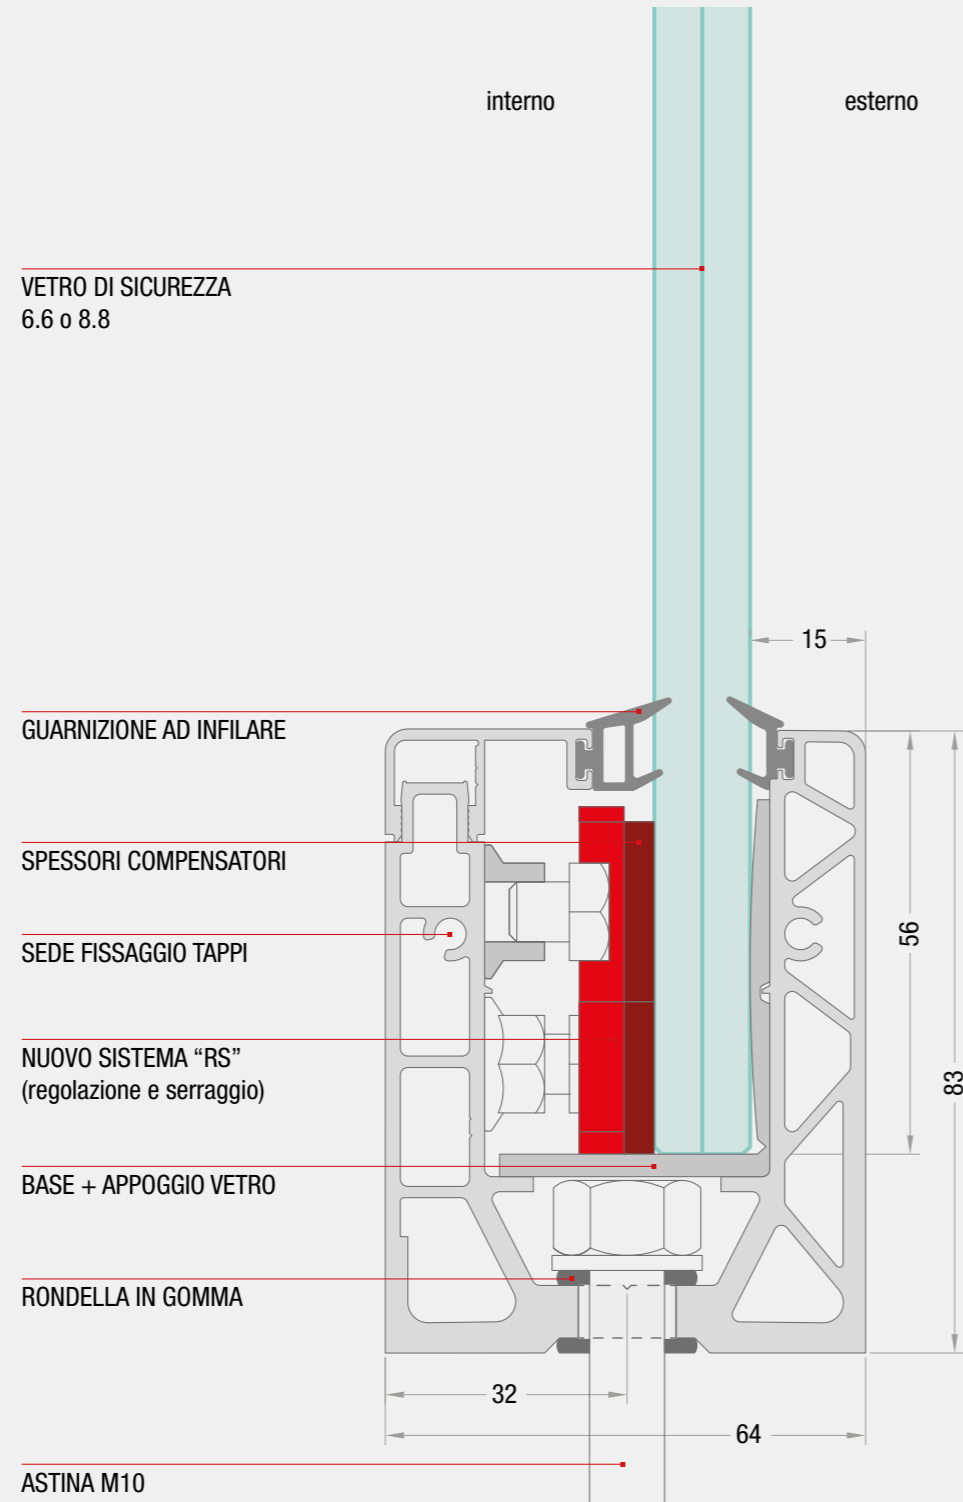 interno
esterno
VETRO DI SICUREZZA
6.6 o 8.8
15
GUARNIZIONE AD INFILARE
SPESSORI COMPENSATORI
SEDE FISSAGGIO TAPPI
56
NUOVO SISTEMA “RS”
(regolazione e serraggio)
83
BASE + APPOGGIO VETRO
RONDELLA IN GOMMA
32
64
ASTINA M10